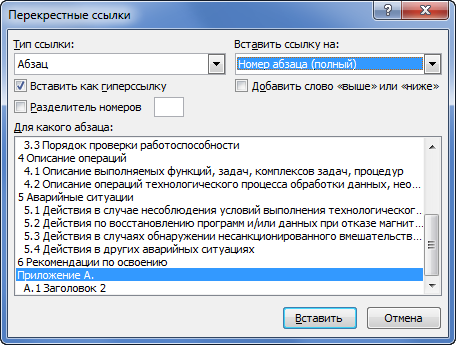 Перекрестные ссылки
Тип ссылки:
Вставить ссылку на:
Абзац
Номер абзаца (полный)
Вставить как гиперссылку
Добавить слово «выше» или «ниже»
Разделитель номеров
Для какого абзаца:
3.3 Порядок проверки работоспособности
4 Описание операций
4.1 Описание выполняемых функций, задач, комплексов задач, процедур
4.2 Описание операций технологического процесса обработки данных, нео...
5 Аварийные ситуации
5.1 Действия в случае несоблюдения условий выполнения технологического ...
5.2 Действия по восстановлению программ и/или данных при отказе магнит...
5.3 Действия в случаях обнаружении несанкционированного вмешательств...
5.4 Действия в других аварийных ситуациях
6 Рекомендации по освоению
Приложение А.
А.1 Заголовок 2
Вставить
Отмена